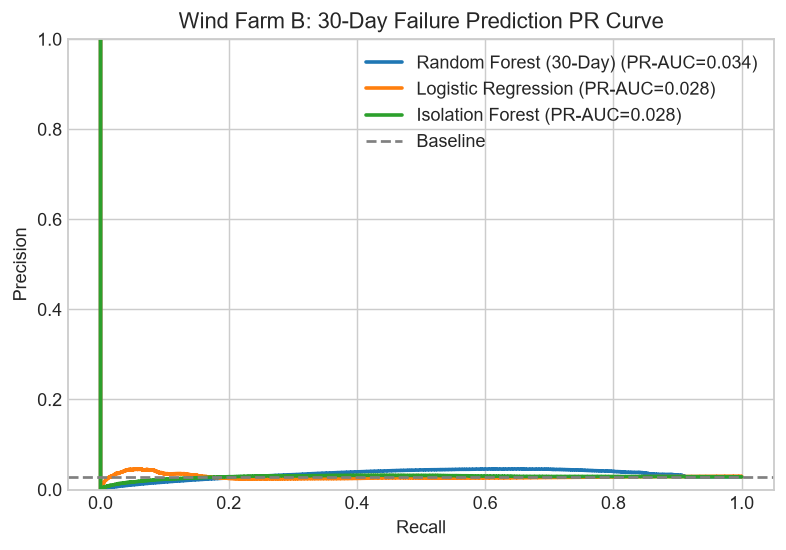 Wind Farm B: 30-Day Failure Prediction PR Curve
Random Forest (30-Day) (PR-AUC=0.034)
Logistic Regression (PR-AUC=0.028)
Isolation Forest (PR-AUC=0.028)
Baseline
Precision
1.0
0.8
0.6
0.4
0.2
0.0
0.0 0.2 0.4 0.6 0.8 1.0
Recall